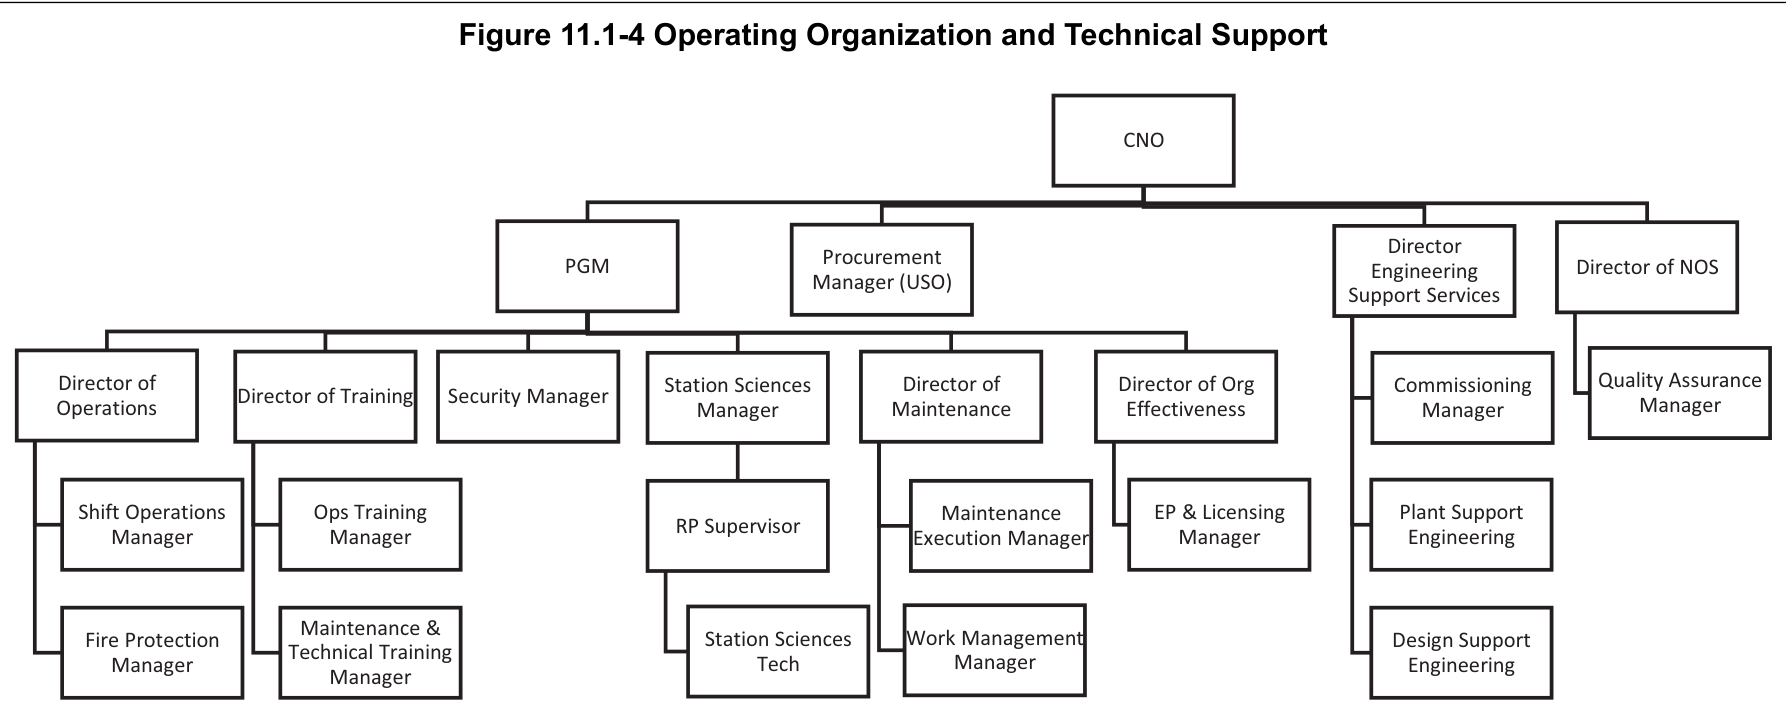 Figure 11.1-4 Operating Organization and Technical Support
CNO
PGM
Procurement
Manager (USO)
Director
Engineering
Support Services
Director of NOS
Director of
Operations
Director of Training
Security Manager
Station Sciences
Manager
Director of
Maintenance
Director of Org
Effectiveness
Commissioning
Manager
Quality Assurance
Manager
Shift Operations
Manager
Ops Training
Manager
RP Supervisor
Maintenance
Execution Manager
EP & Licensing
Manager
Plant Support
Engineering
Fire Protection
Manager
Maintenance &
Technical Training
Manager
Station Sciences
Tech
Work Management
Manager
Design Support
Engineering